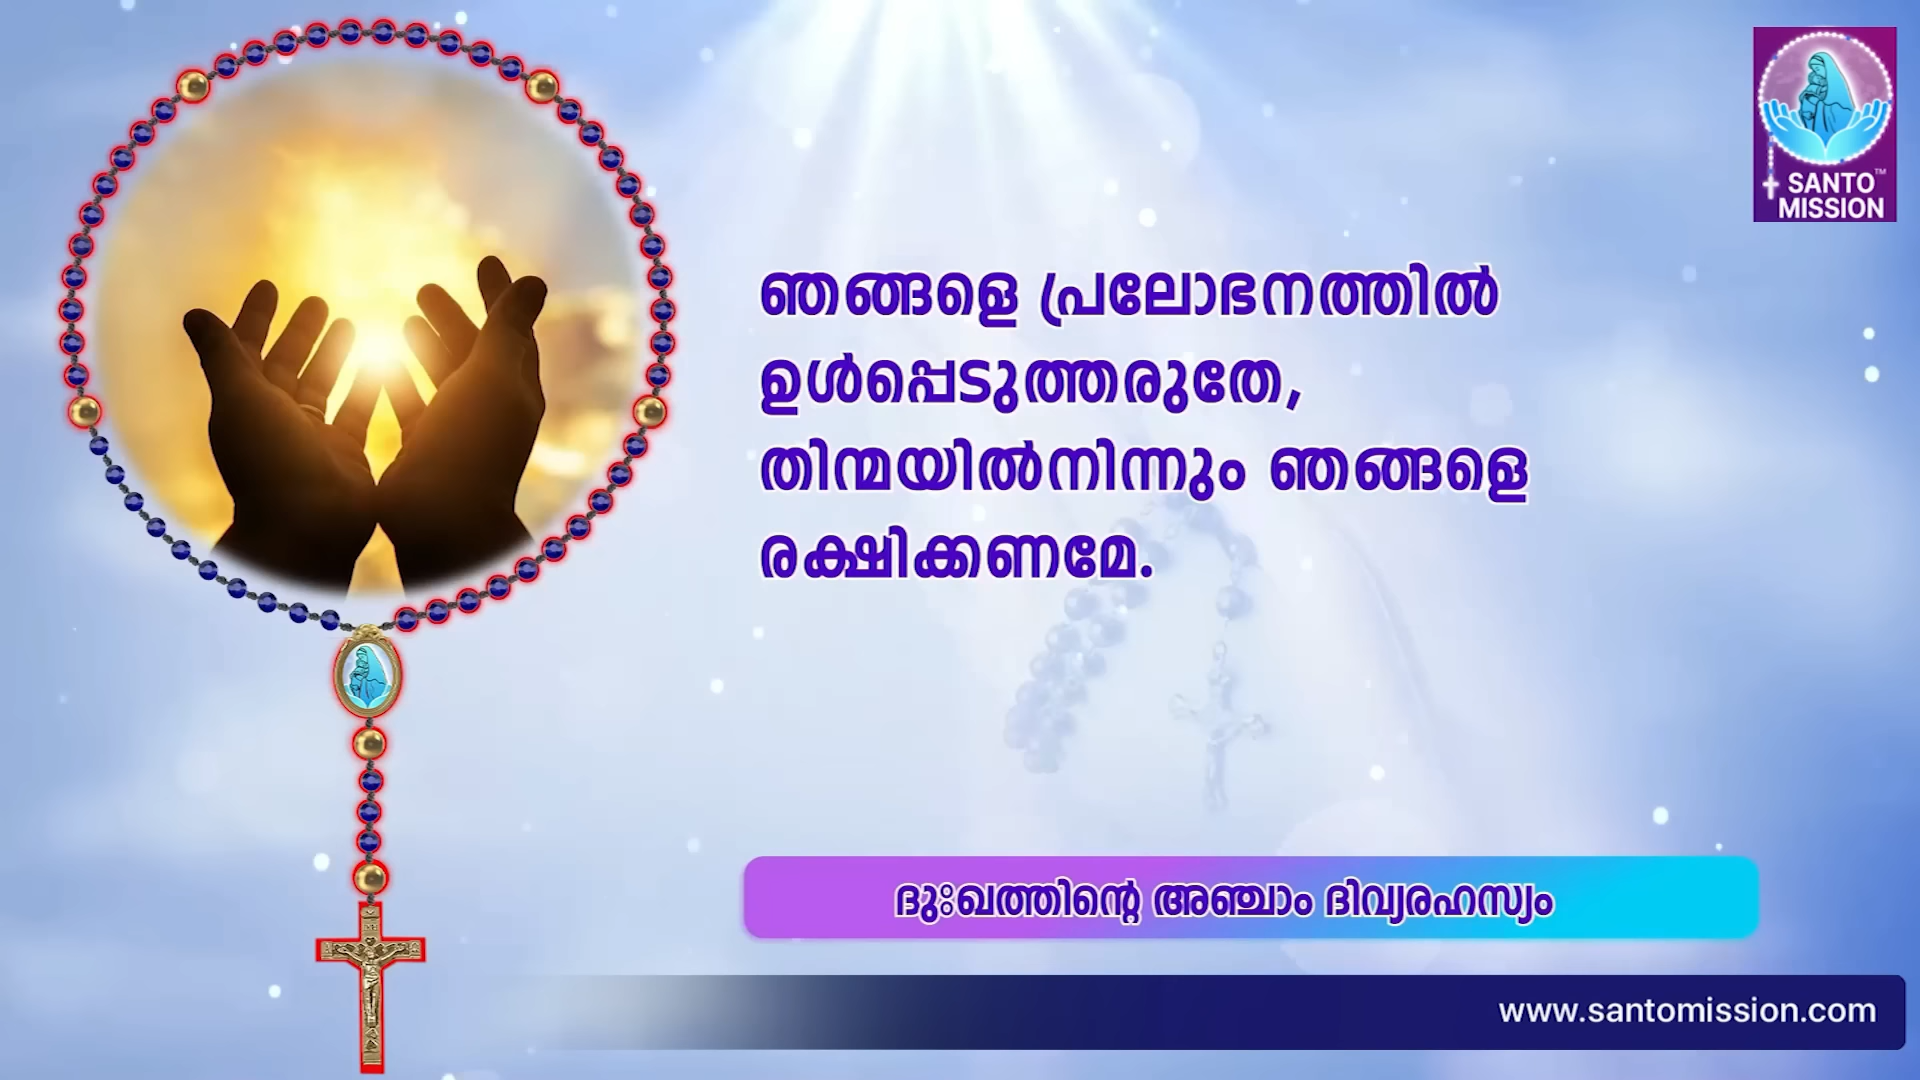 SANTO™
MISSION
ഞങ്ങളെ പ്രലോഭനത്തിൽ
ഉൾപ്പെടുത്തരുതേ,
തിന്മയിൽനിന്നും ഞങ്ങളെ
രക്ഷിക്കണമേ.
ദുഃഖത്തിന്റെ അഞ്ചാം ദിവ്യരഹസ്യം
www.santomission.com